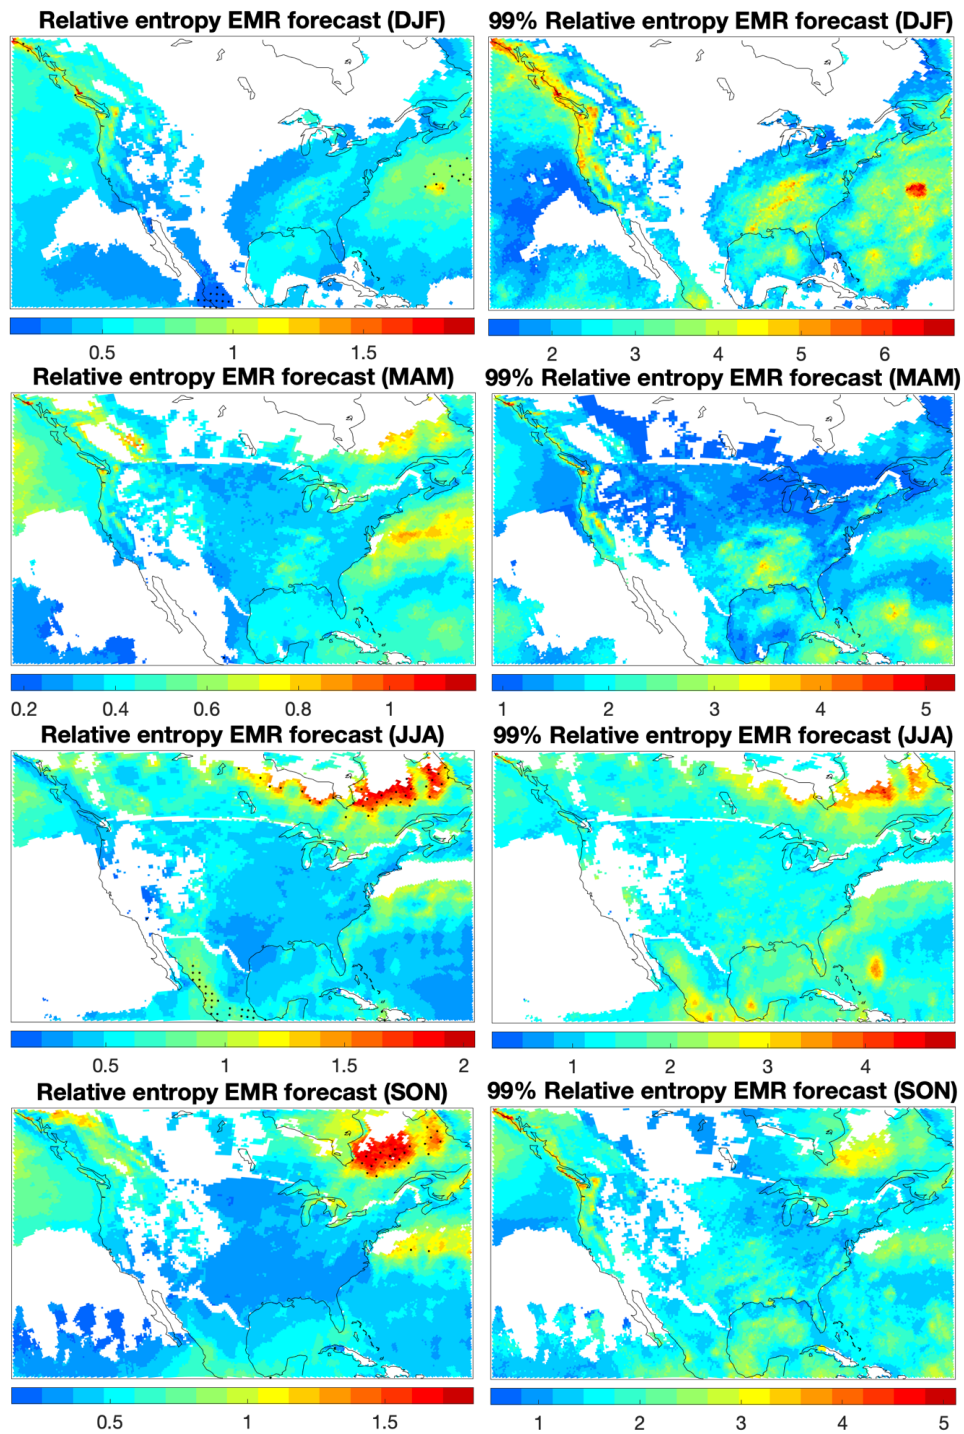 Relative entropy EMR forecast (DJF)
99% Relative entropy EMR forecast (DJF)
0.5 1 1.5
2 3 4 5 6
Relative entropy EMR forecast (MAM)
99% Relative entropy EMR forecast (MAM)
0.2 0.4 0.6 0.8 1
1 2 3 4 5
Relative entropy EMR forecast (JJA)
99% Relative entropy EMR forecast (JJA)
0.5 1 1.5 2
1 2 3 4
Relative entropy EMR forecast (SON)
99% Relative entropy EMR forecast (SON)
0.5 1 1.5
1 2 3 4 5